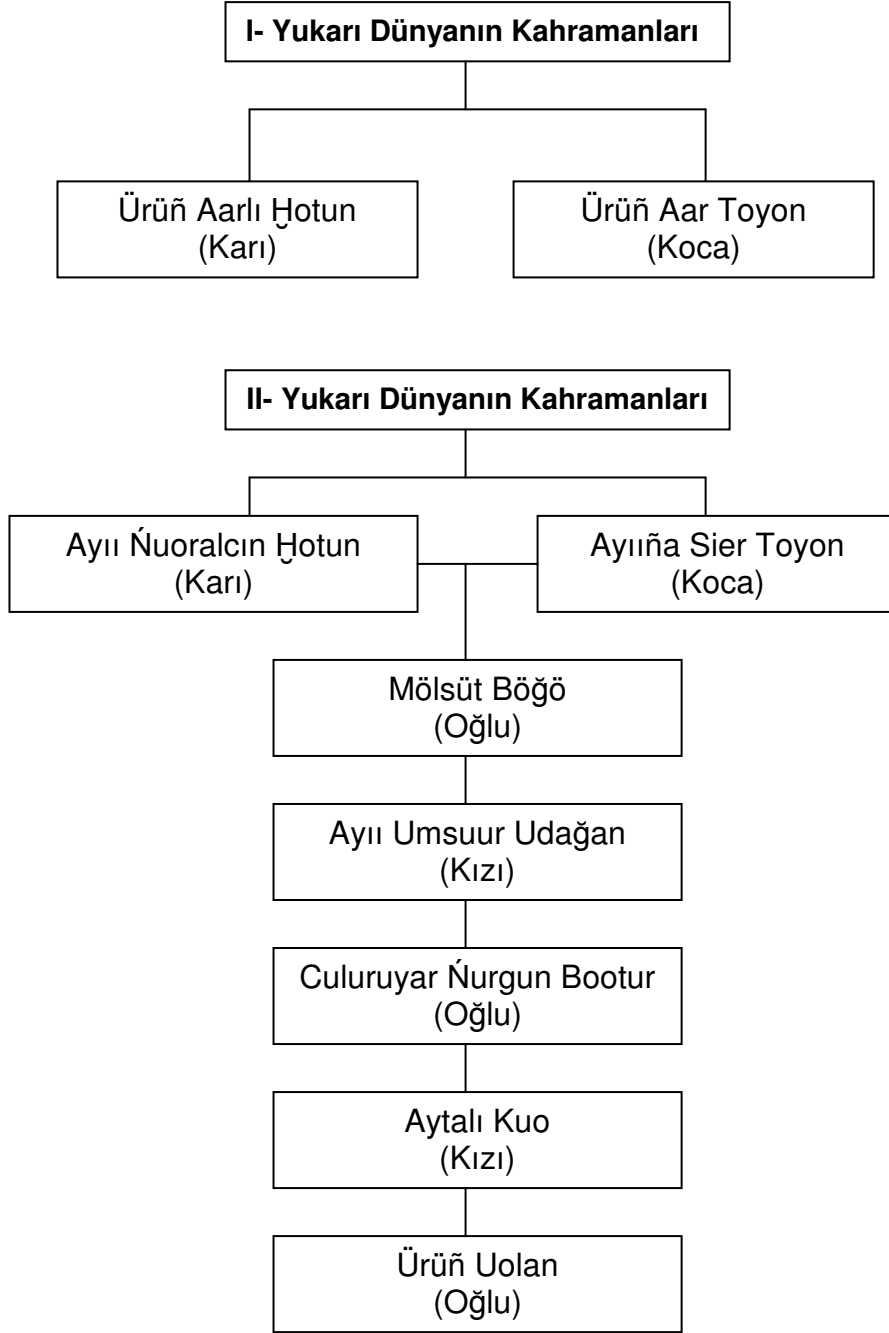 I- Yukarı Dünyanın Kahramanları
Ürüñ Aarlı H̬otun
(Karı)
Ürüñ Aar Toyon
(Koca)
II- Yukarı Dünyanın Kahramanları
Ayıı Ńuoralcın H̬otun
(Karı)
Ayııña Sier Toyon
(Koca)
Mölsüt Böğö
(Oğlu)
Ayıı Umsuur Udağan
(Kızı)
Culuruyar Ńurgun Bootur
(Oğlu)
Aytalı Kuo
(Kızı)
Ürüñ Uolan
(Oğlu)